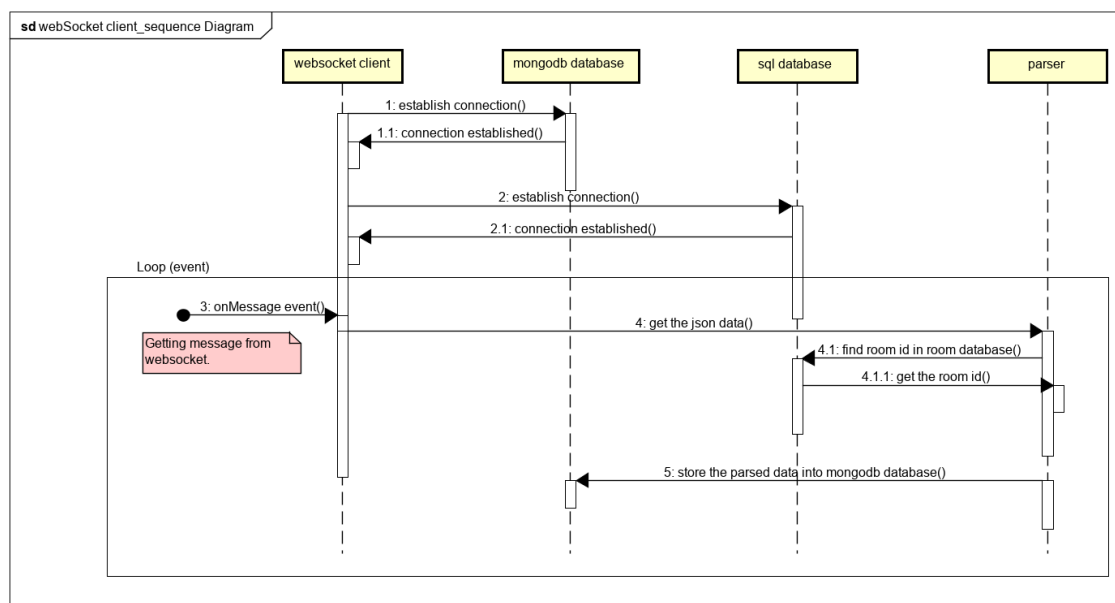 sd webSocket client_sequence Diagram
websocket client
mongodb database
sql database
parser
1: establish connection()
1.1: connection established()
2: establish connection()
2.1: connection established()
Loop (event)
3: onMessage event()
4: get the json data()
Getting message from
websocket.
4.1: find room id in room database()
4.1.1: get the room id()
5: store the parsed data into mongodb database()